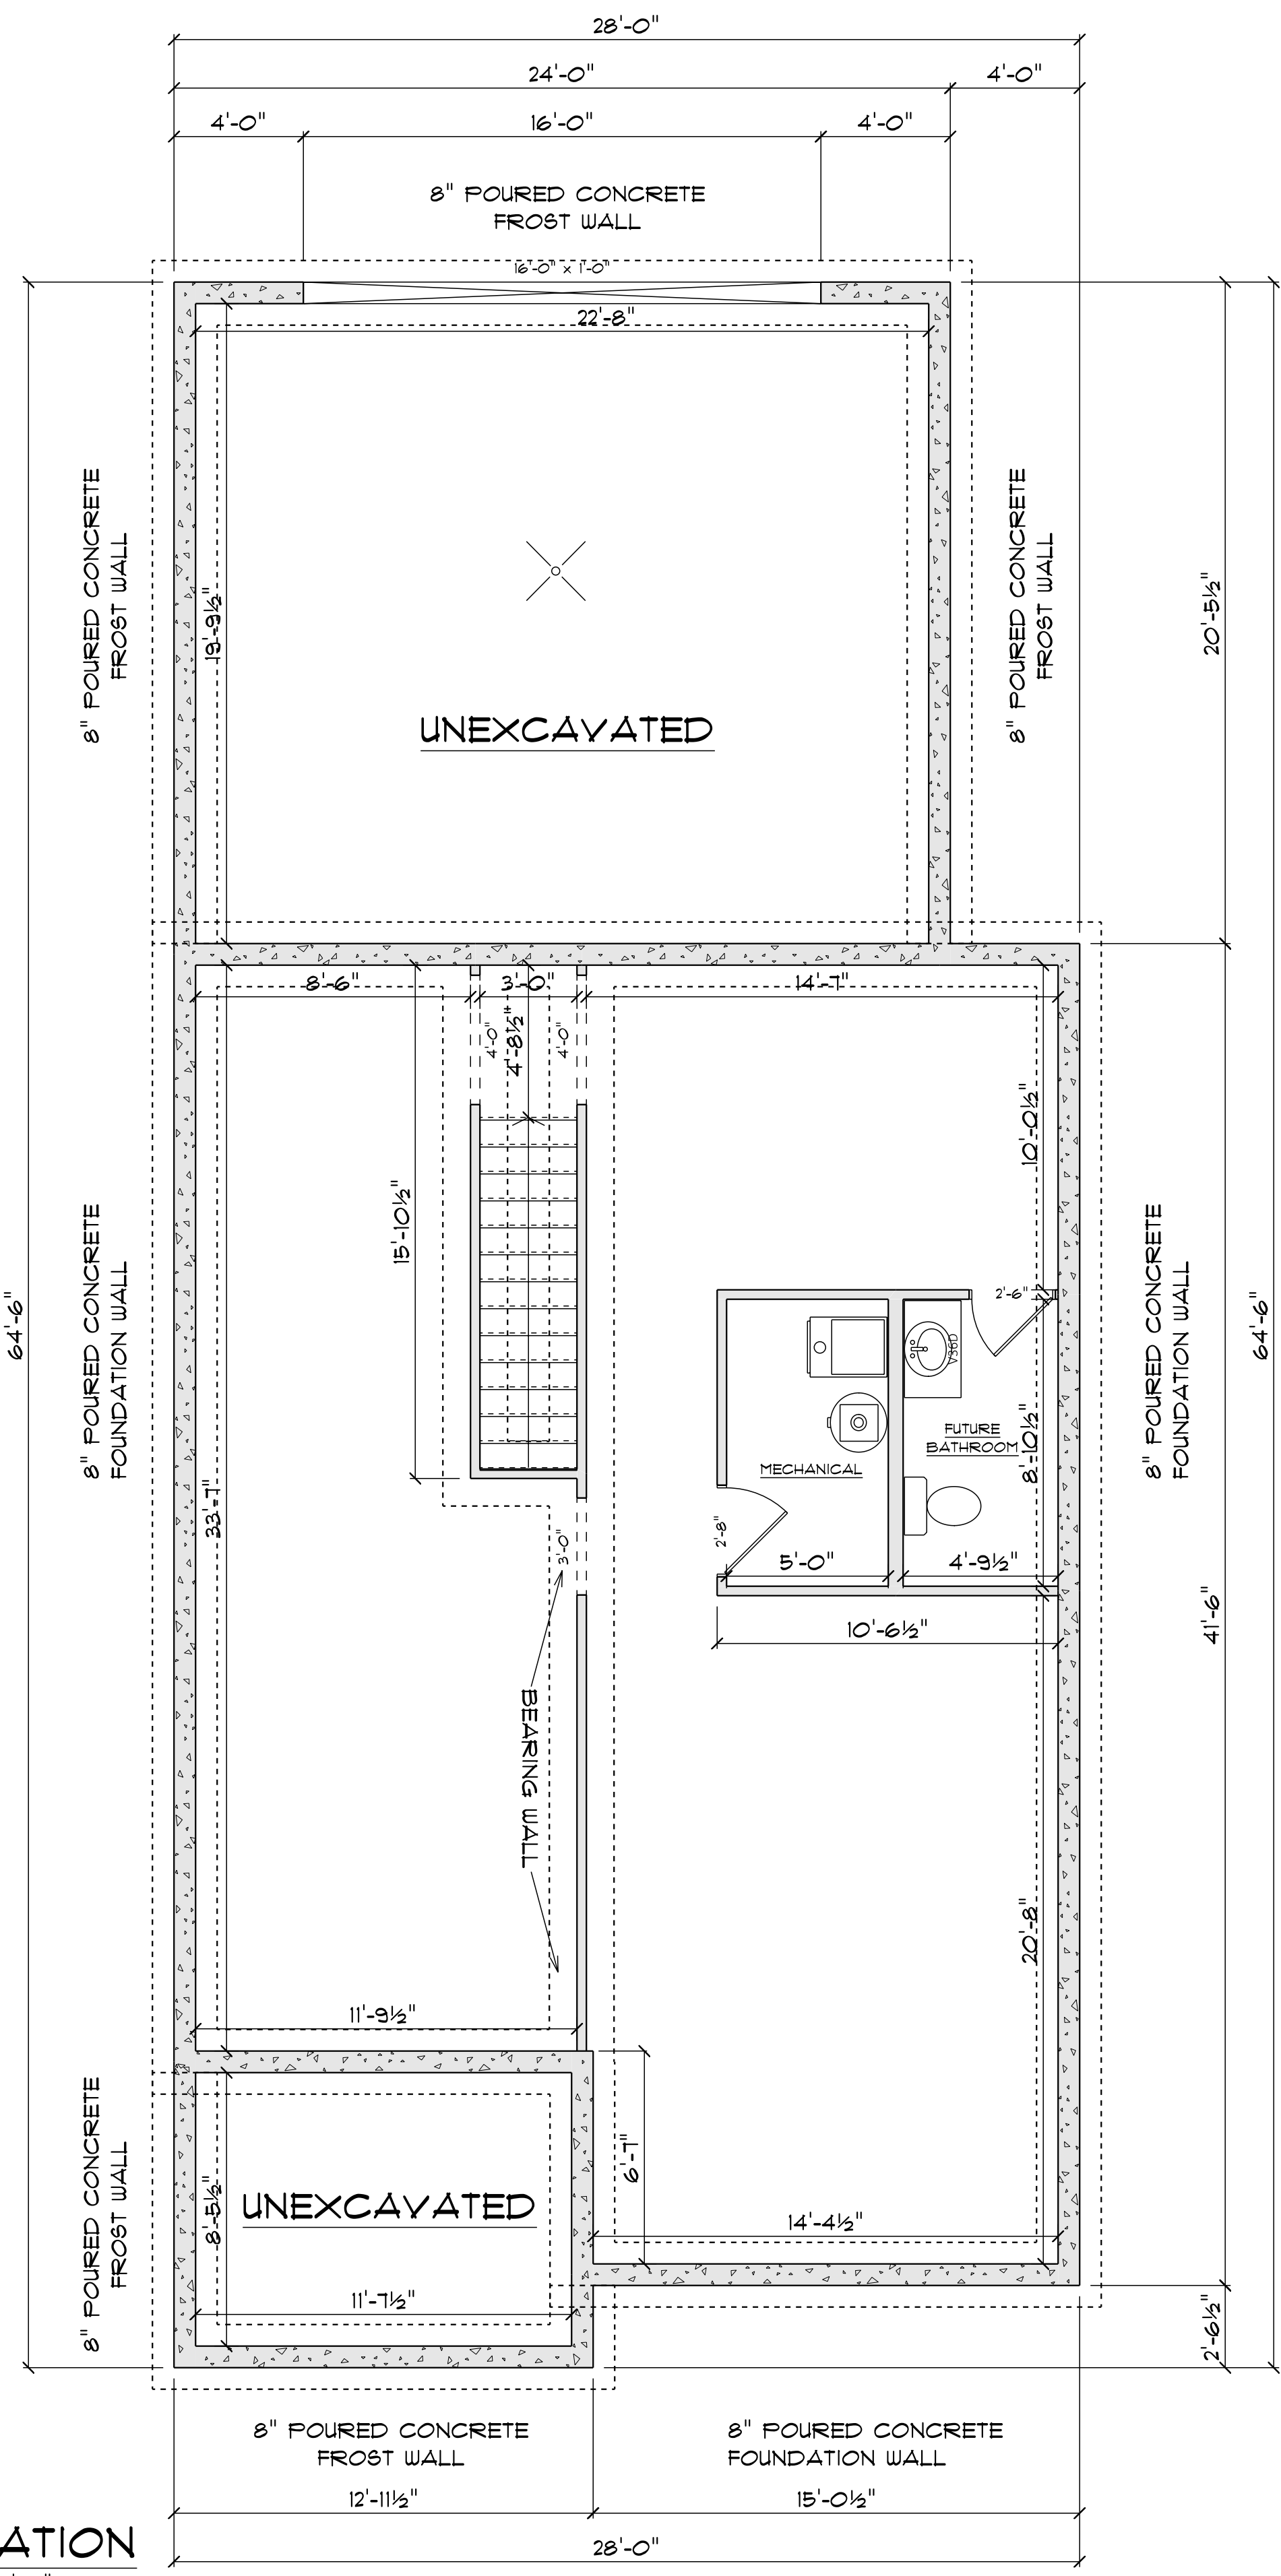 28'-0"
24'-0"
4'-0"
4'-0"
16'-0"
4'-0"
8" POURED CONCRETE
FROST WALL
16'-0" x 1'-0"
22'-8"
8" POURED CONCRETE
FROST WALL
19'-9½"
8" POURED CONCRETE
FROST WALL
20'-5½"
UNEXCAVATED
8'-6"
3'-0"
14'-7"
4'-0"
4'-8½"
4'-0"
10'-0½"
15'-10½"
64'-6"
8" POURED CONCRETE
FOUNDATION WALL
8" POURED CONCRETE
FOUNDATION WALL
64'-6"
2'-6"
V36D
FUTURE
BATHROOM
8'-10½"
MECHANICAL
33'-7"
3'-0"
2'-8"
5'-0"
4'-9½"
10'-6½"
41'-6"
BEARING WALL
20'-8"
11'-9½"
8" POURED CONCRETE
FROST WALL
8'-5½"
UNEXCAVATED
6'-7"
14'-4½"
11'-7½"
2'-6½"
8" POURED CONCRETE
FROST WALL
8" POURED CONCRETE
FOUNDATION WALL
12'-11½"
15'-0½"
28'-0"
ATION